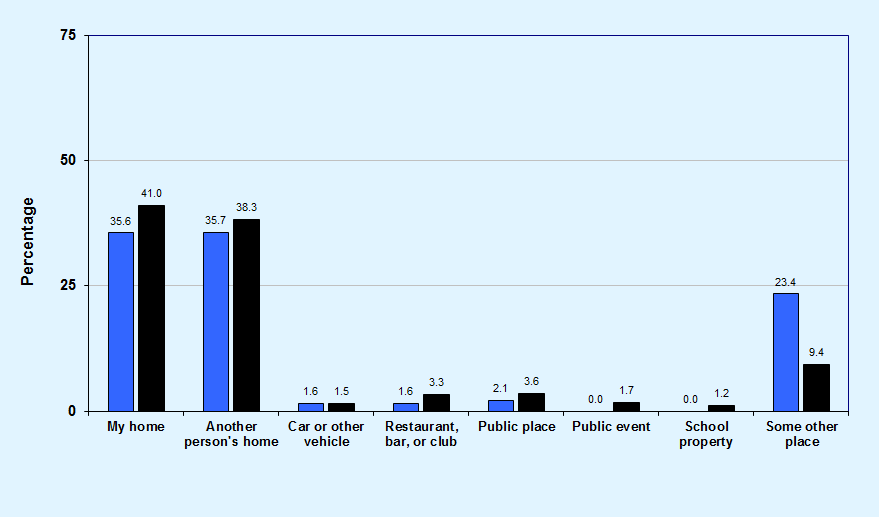 75
50
25
0
Percentage
35.6
41.0
35.7
38.3
1.6
1.5
1.6
3.3
2.1
3.6
0.0
1.7
0.0
1.2
23.4
9.4
My home
Another
person's home
Car or other
vehicle
Restaurant,
bar, or club
Public place
Public event
School
property
Some other
place